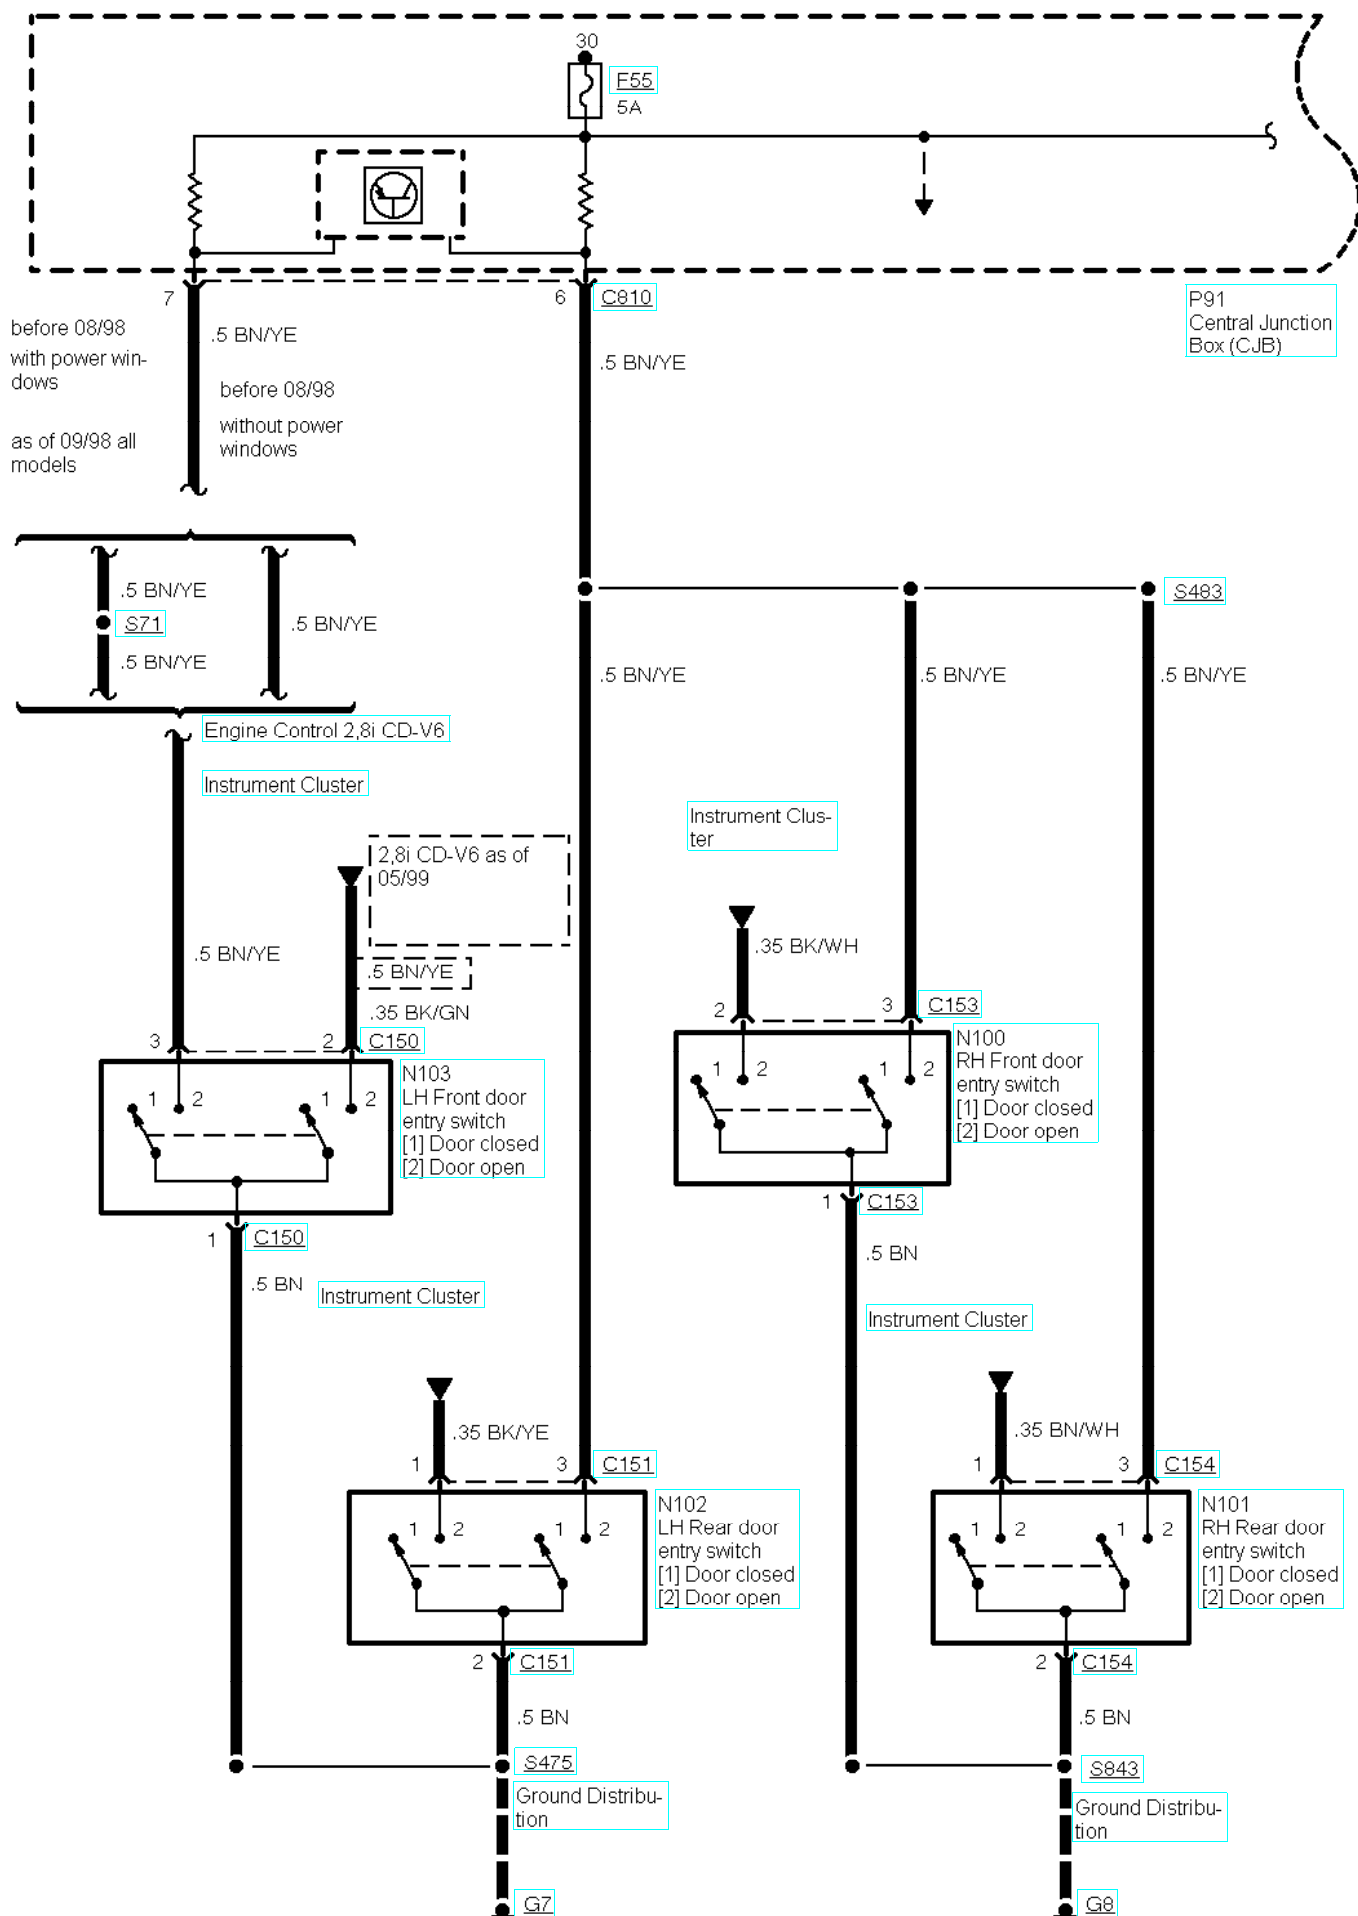 30
F55
5A
7
6
C810
P91
Central Junction
Box (CJB)
before 08/98
with power win-
dows
as of 09/98 all
models
.5 BN/YE
before 08/98
without power
windows
.5 BN/YE
.5 BN/YE
S71
.5 BN/YE
.5 BN/YE
S483
.5 BN/YE
.5 BN/YE
.5 BN/YE
Engine Control 2,8i CD-V6
Instrument Cluster
Instrument Clus-
ter
2,8i CD-V6 as of
05/99
.5 BN/YE
.5 BN/YE
.35 BK/GN
.35 BK/WH
3
2
C150
2
3
C153
N103
LH Front door
entry switch
[1] Door closed
[2] Door open
1
2
1
2
N100
RH Front door
entry switch
[1] Door closed
[2] Door open
1
2
1
2
1
C150
1
C153
.5 BN
Instrument Cluster
.5 BN
Instrument Cluster
.35 BK/YE
.35 BN/WH
1
3
C151
1
3
C154
1
2
1
2
N102
LH Rear door
entry switch
[1] Door closed
[2] Door open
1
2
1
2
N101
RH Rear door
entry switch
[1] Door closed
[2] Door open
2
C151
2
C154
.5 BN
.5 BN
S475
S843
Ground Distribu-
tion
Ground Distribu-
tion
G7
G8